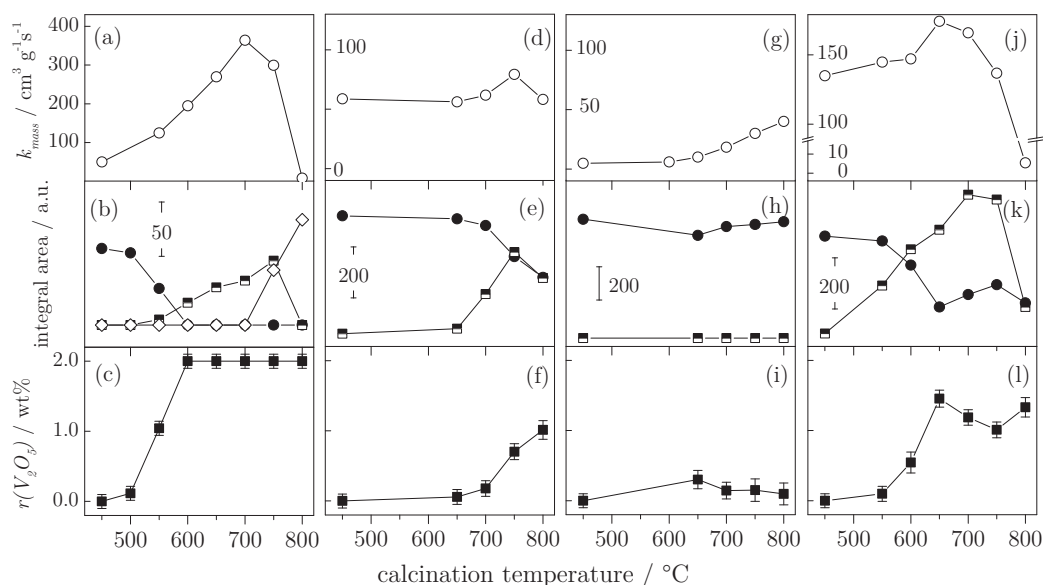 k_mass / cm³ g⁻¹s⁻¹
400
300
200
100
(a)
100
0
(d)
100
50
0
(g)
150
100
10
0
(j)
integral area / a.u.
(b)
50
(e)
200
(h)
200
(k)
200
r(V₂O₅) / wt%
2.0
1.0
0.0
(c)
(f)
(i)
(l)
500 600 700 800
500 600 700 800
500 600 700 800
500 600 700 800
calcination temperature / °C